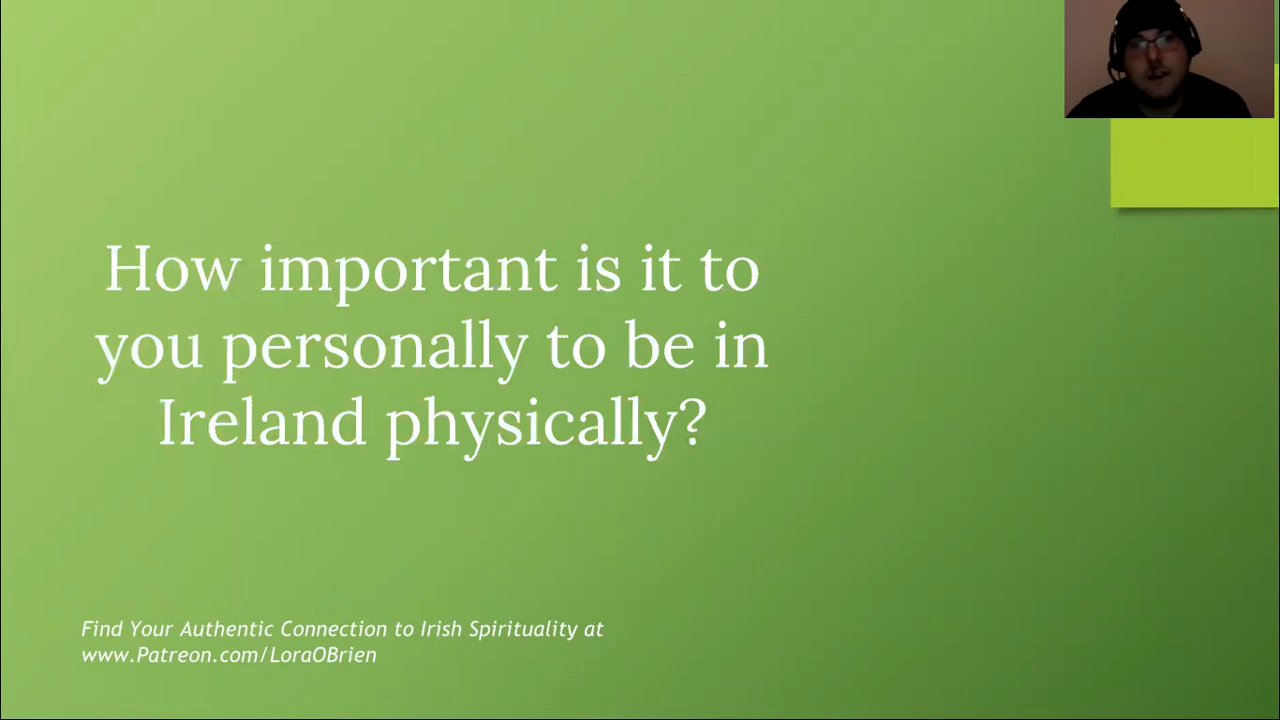 How important is it to
you personally to be in
Ireland physically?
Find Your Authentic Connection to Irish Spirituality at
www.Patreon.com/LoraOBrien